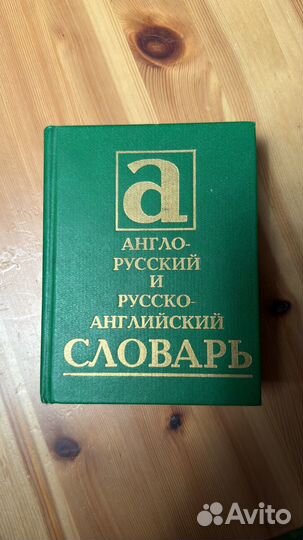 а
АНГЛО-
РУССКИЙ
И
РУССКО-
АНГЛИЙСКИЙ
СЛОВАРЬ
Avito